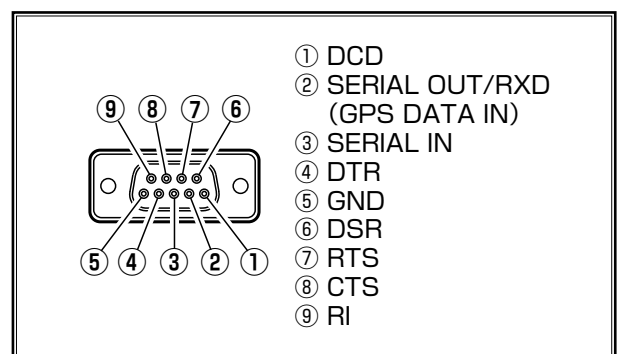 ⑨ ⑧ ⑦ ⑥
⑤ ④ ③ ② ①
① DCD
② SERIAL OUT/RXD
(GPS DATA IN)
③ SERIAL IN
④ DTR
⑤ GND
⑥ DSR
⑦ RTS
⑧ CTS
⑨ RI